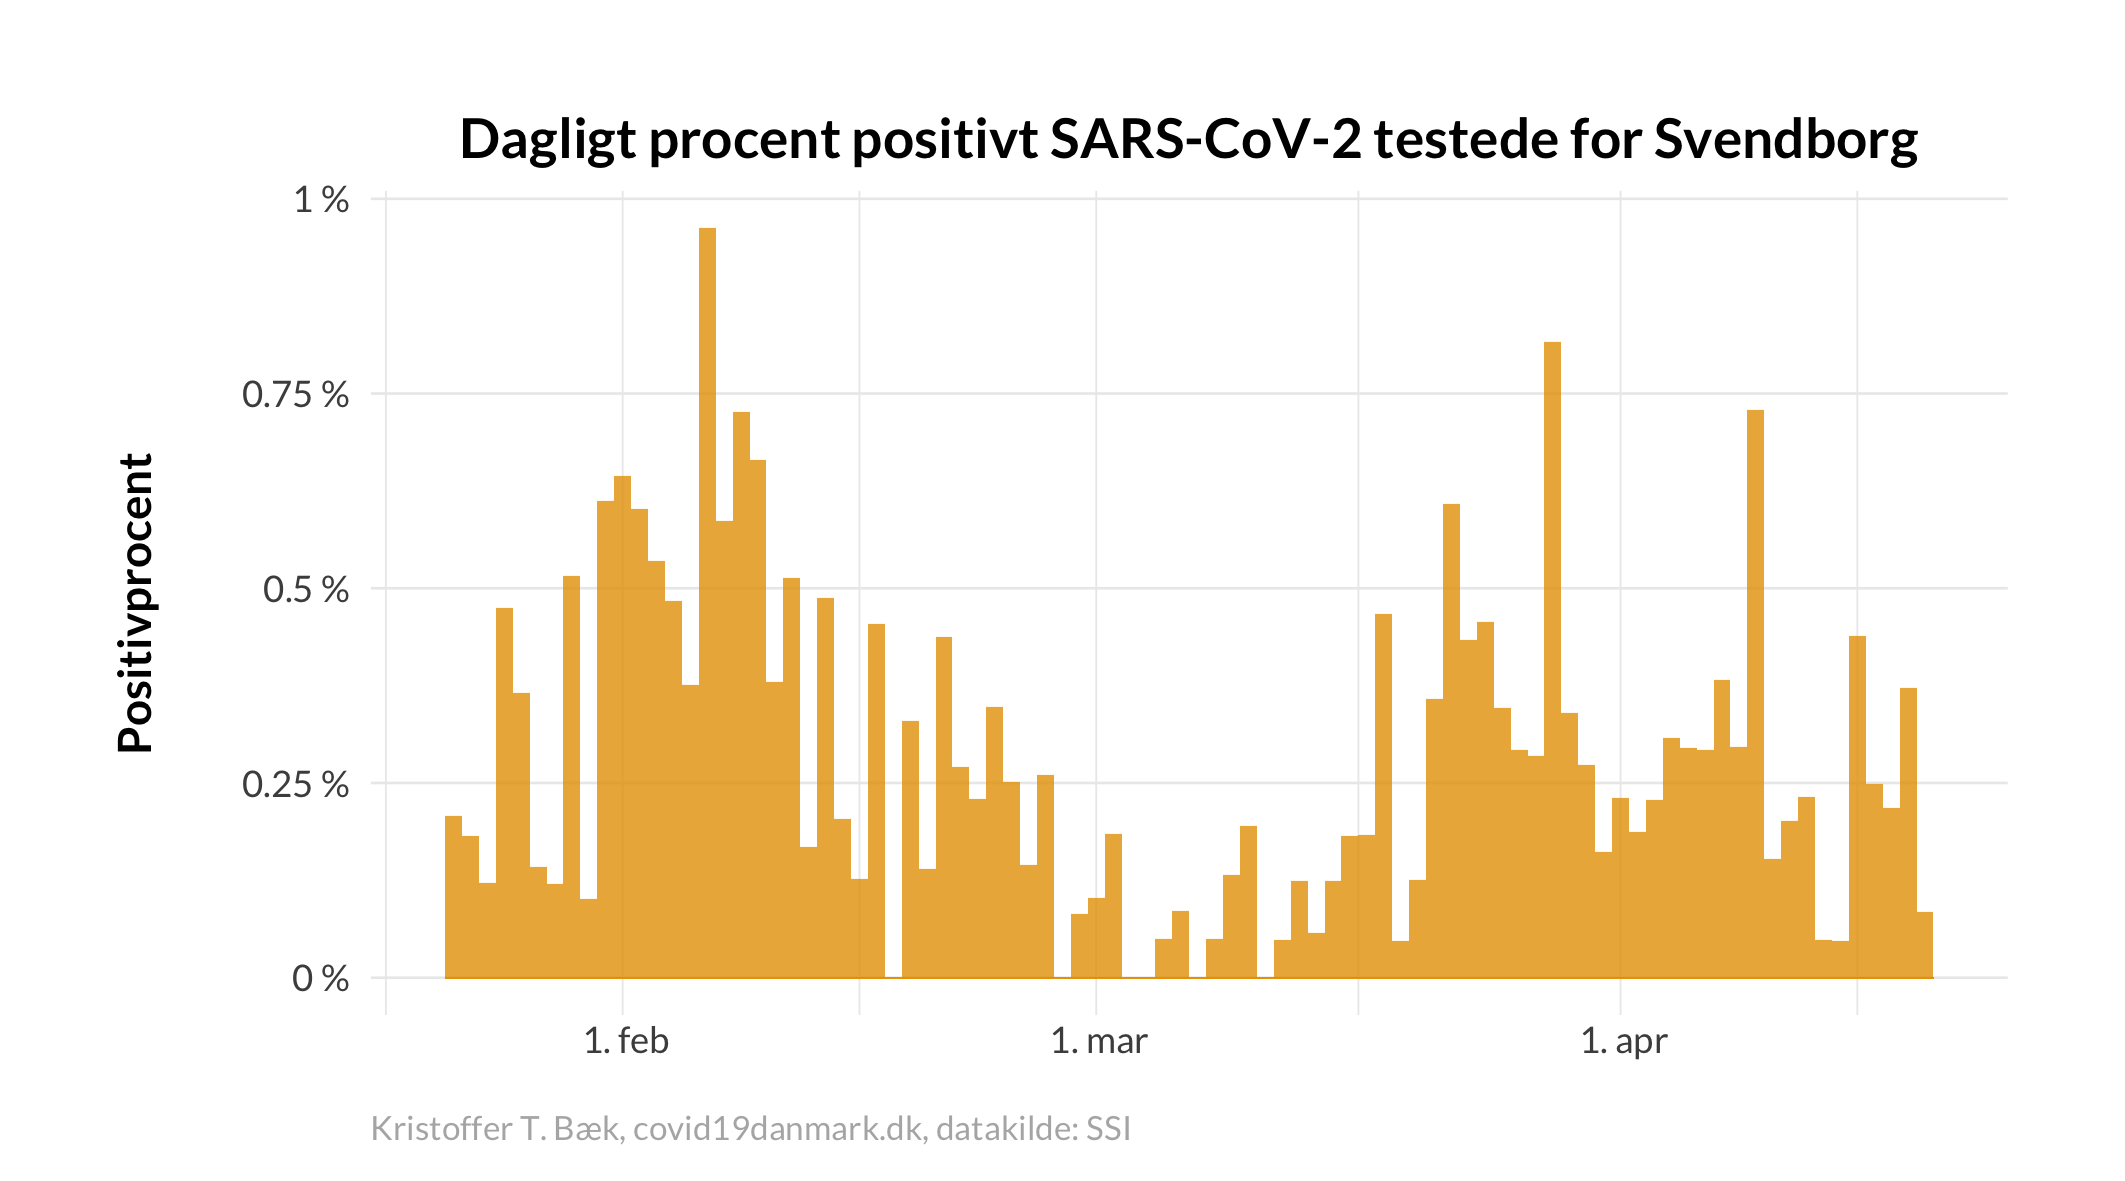 Dagligt procent positivt SARS-CoV-2 testede for Svendborg
1 %
0.75 %
0.5 %
0.25 %
0 %
Positivprocent
1. feb
1. mar
1. apr
Kristoffer T. Bæk, covid19danmark.dk, datakilde: SSI